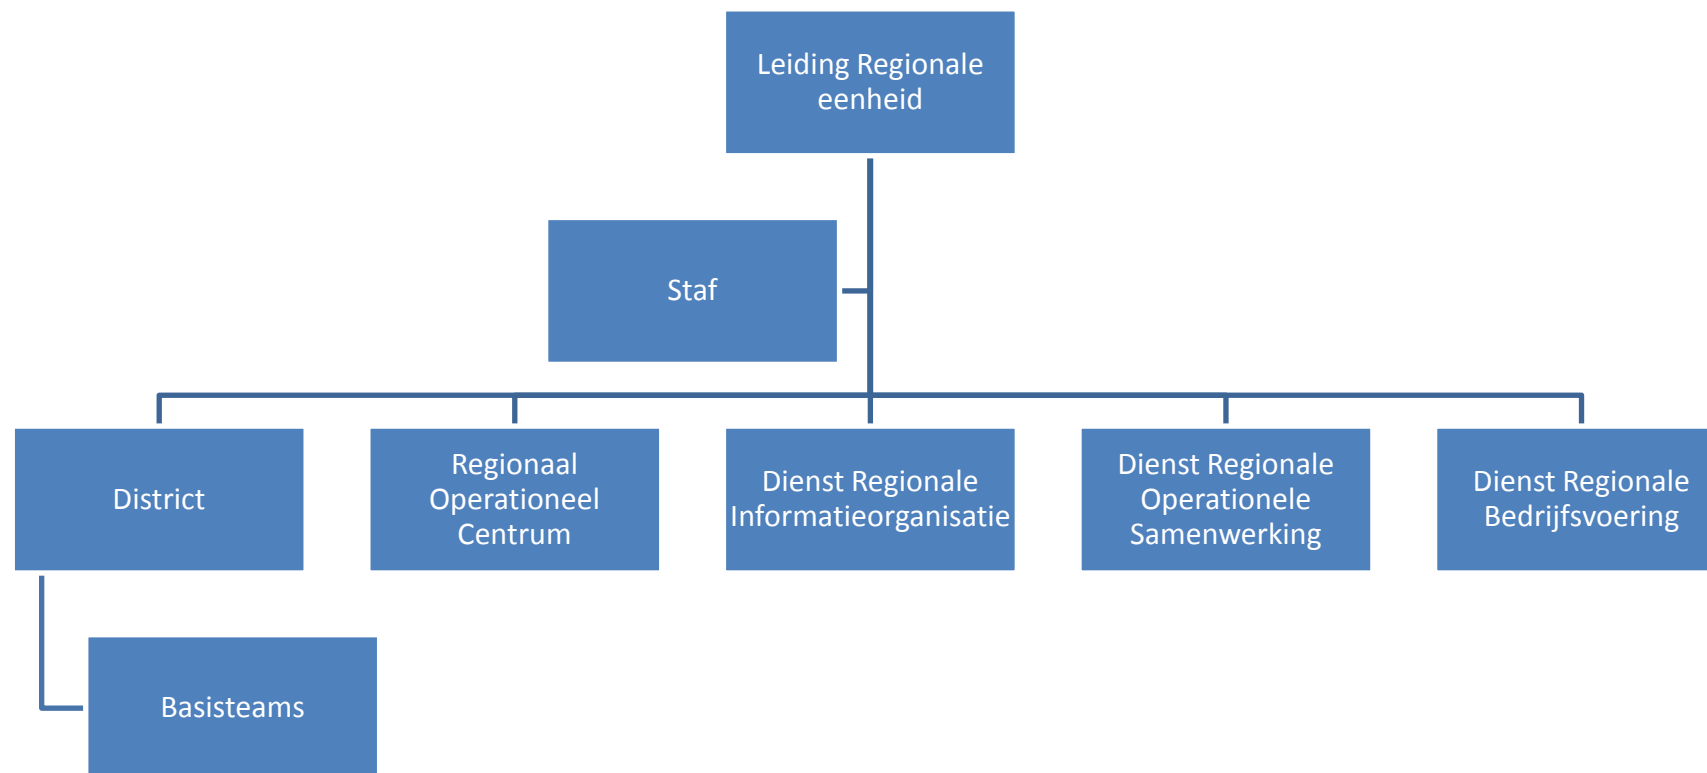 Leiding Regionale
eenheid
Staf
District
Regionaal
Operationeel
Centrum
Dienst Regionale
Informatieorganisatie
Dienst Regionale
Operationele
Samenwerking
Dienst Regionale
Bedrijfsvoering
Basisteams